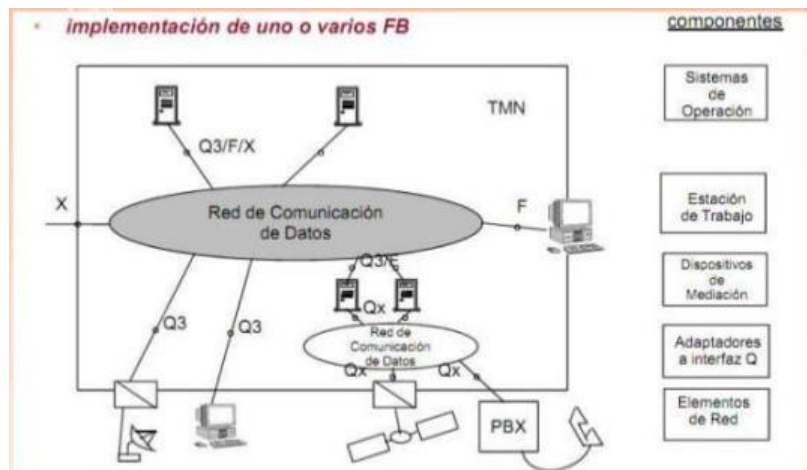 • implementación de uno o varios FB
componentes
TMN
Q3/F/X
X
Red de Comunicación
de Datos
F
Q3/F
Qx
Q3
Q3
Red de
Comunicación
de Datos
Qx
Qx
PBX
Sistemas
de
Operación
Estación
de Trabajo
Dispositivos
de
Mediación
Adaptadores
a interfaz Q
Elementos
de Red